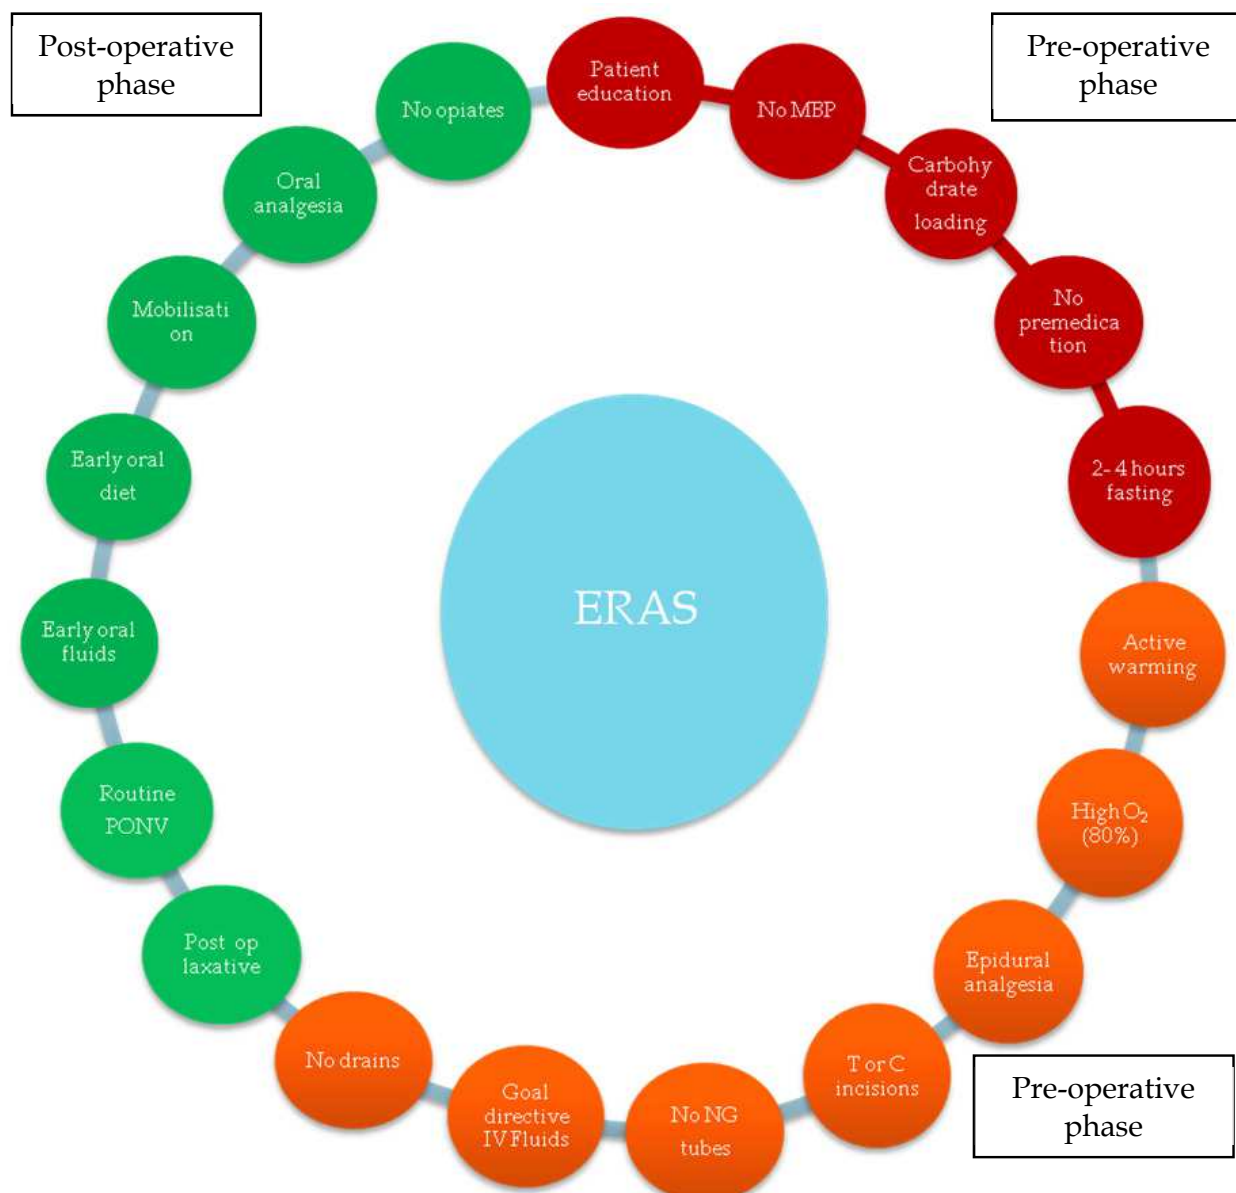 Post-operative
phase
Pre-operative
phase
Patient
education
No MBP
Carbohy
drate
loading
No
premedica
tion
2- 4 hours
fasting
Active
warming
High O₂
(80%)
Epidural
analgesia
T or C
incisions
No NG
tubes
Goal
directive
IV Fluids
No drains
Post op
laxative
Routine
PONV
Early oral
fluids
Early oral
diet
Mobilisati
on
Oral
analgesia
No opiates
ERAS
Pre-operative
phase